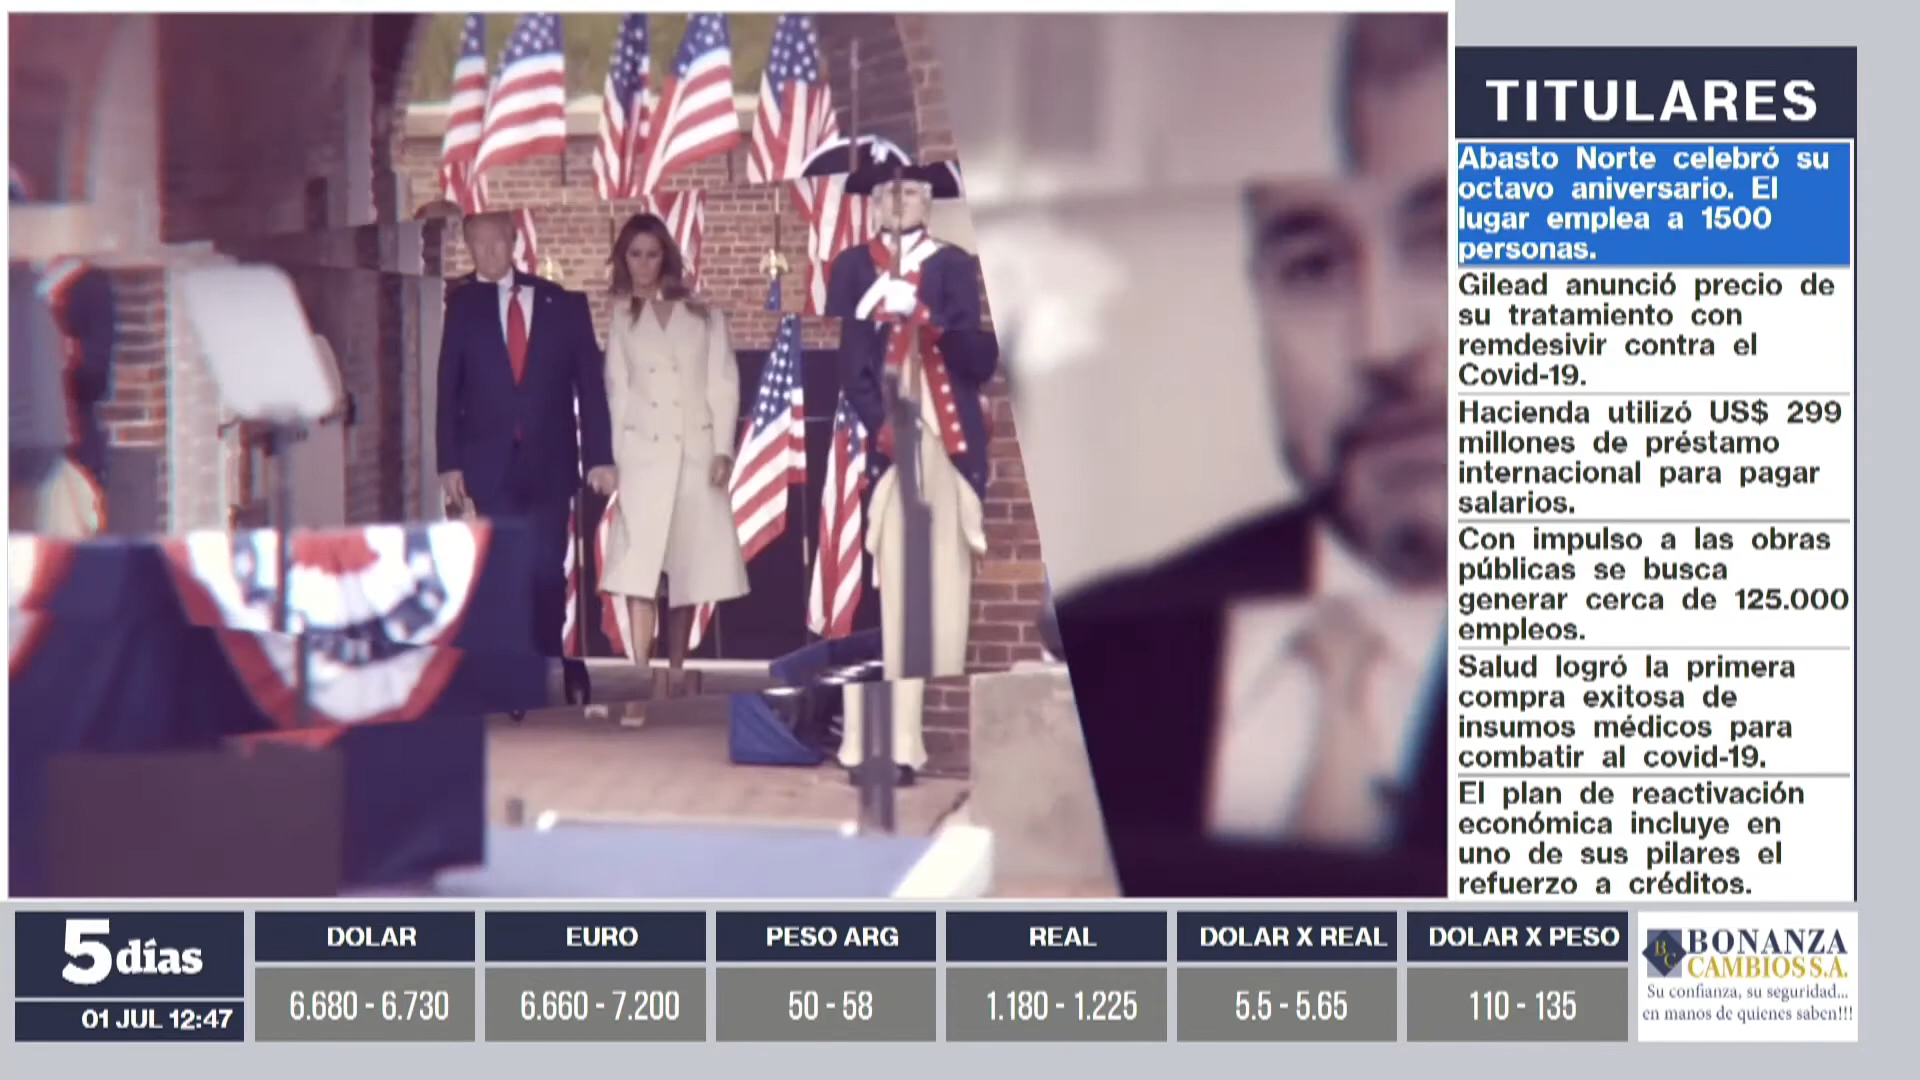 TITULARES
Abasto Norte celebró su
octavo aniversario. El
lugar emplea a 1500
personas.
Gilead anunció precio de
su tratamiento con
remdesivir contra el
Covid-19.
Hacienda utilizó US$ 299
millones de préstamo
internacional para pagar
salarios.
Con impulso a las obras
públicas se busca
generar cerca de 125.000
empleos.
Salud logró la primera
compra exitosa de
insumos médicos para
combatir al covid-19.
El plan de reactivación
económica incluye en
uno de sus pilares el
refuerzo a créditos.
5días
01 JUL 12:47
DOLAR
6.680 - 6.730
EURO
6.660 - 7.200
PESO ARG
50 - 58
REAL
1.180 - 1.225
DOLAR X REAL
5.5 - 5.65
DOLAR X PESO
110 - 135
BC
BONANZA
CAMBIOS S.A.
Su confianza, su seguridad...
en manos de quienes saben!!!